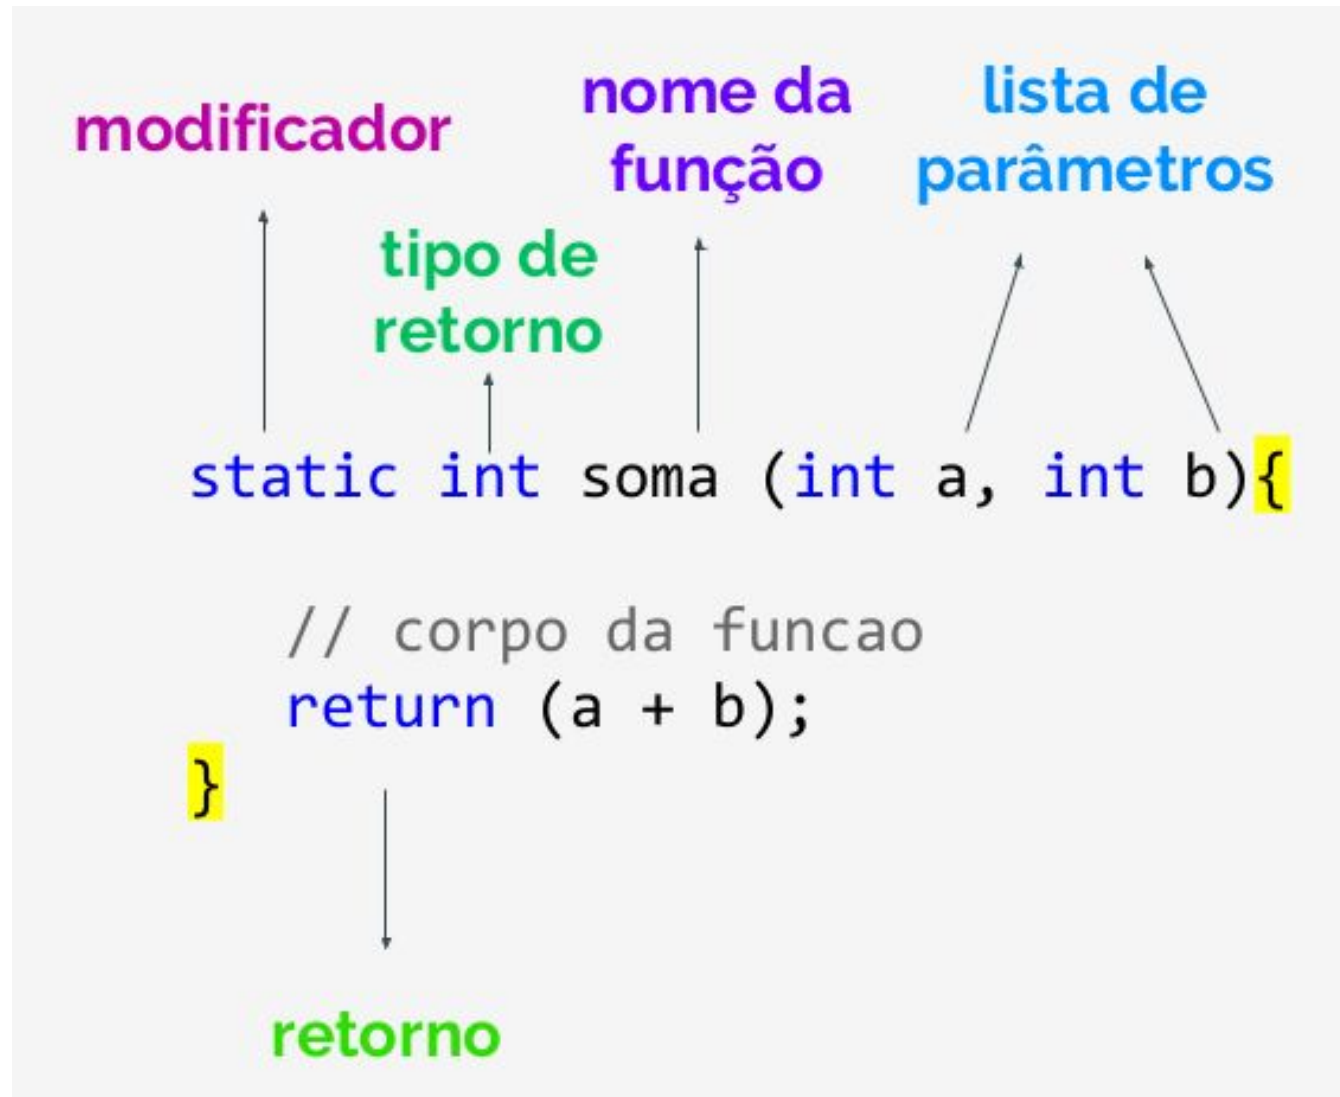 modificador
nome da
função
lista de
parâmetros
tipo de
retorno
static int soma (int a, int b){
// corpo da funcao
return (a + b);
}
retorno